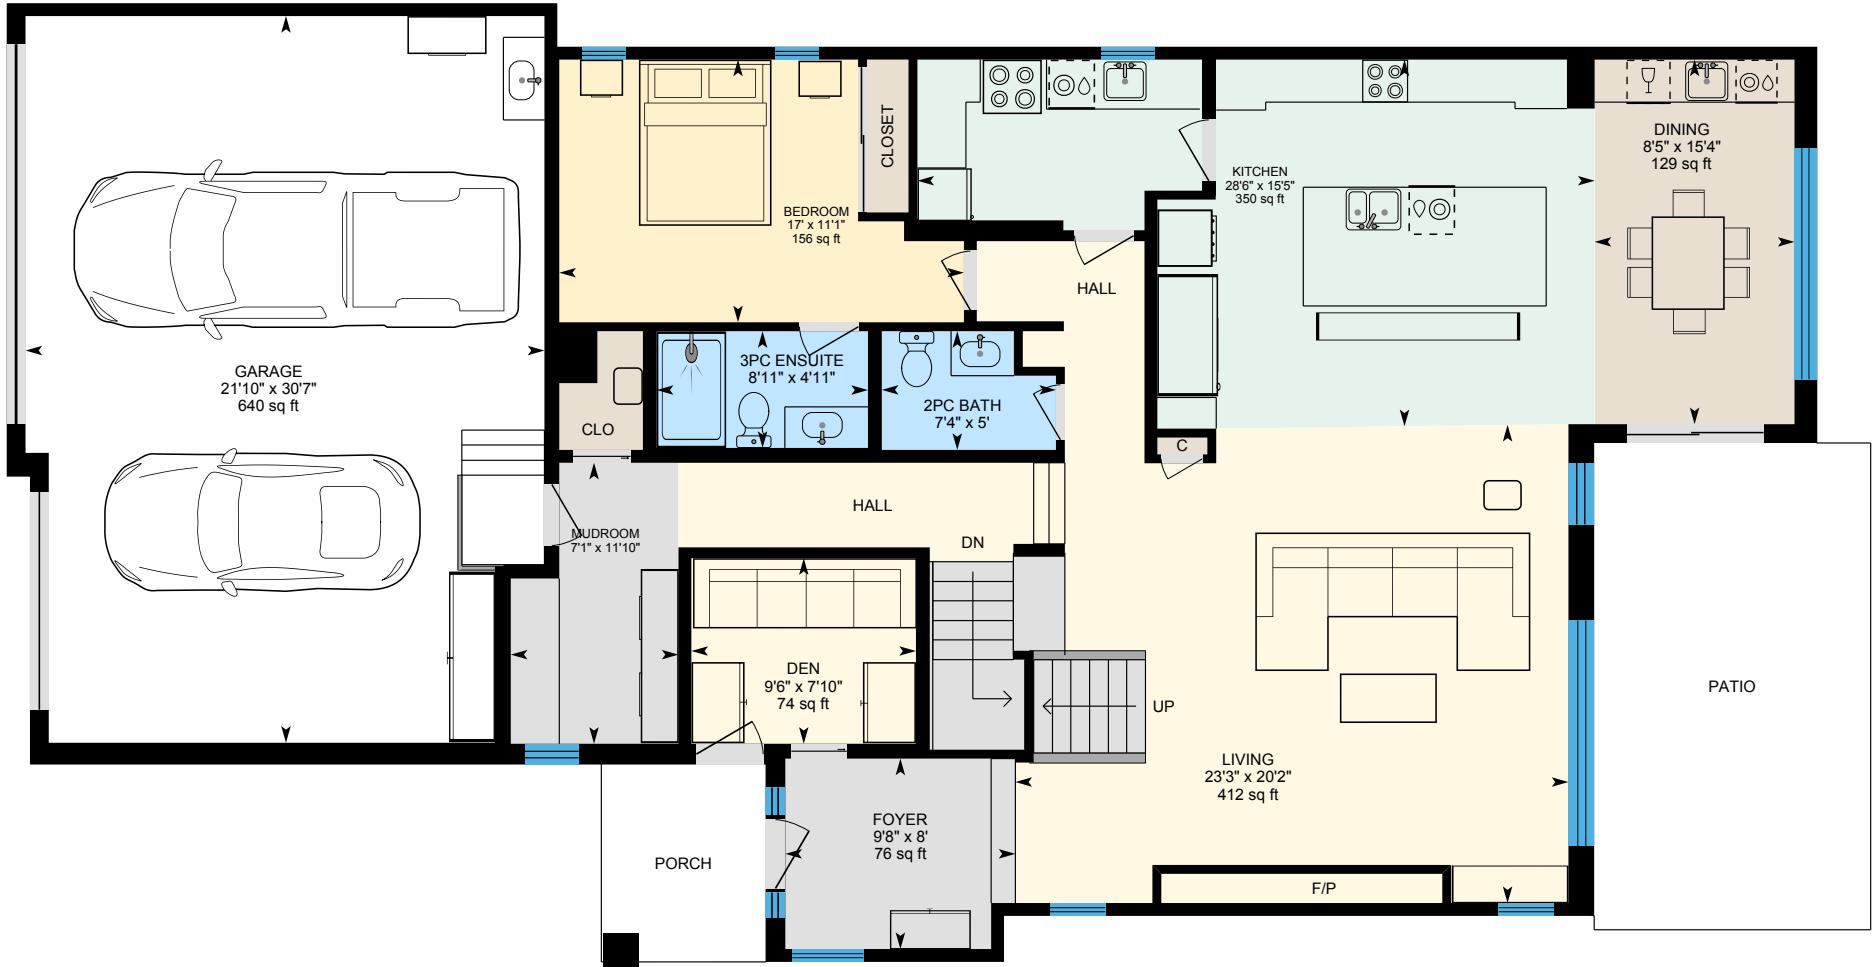 GARAGE
21'10" x 30'7"
640 sq ft
BEDROOM
17' x 11'1"
156 sq ft
CLOSET
KITCHEN
28'6" x 15'5"
350 sq ft
DINING
8'5" x 15'4"
129 sq ft
HALL
3PC ENSUITE
8'11" x 4'11"
2PC BATH
7'4" x 5'
CLO
C
HALL
MUDROOM
7'1" x 11'10"
DN
DEN
9'6" x 7'10"
74 sq ft
UP
PATIO
LIVING
23'3" x 20'2"
412 sq ft
FOYER
9'8" x 8'
76 sq ft
PORCH
F/P